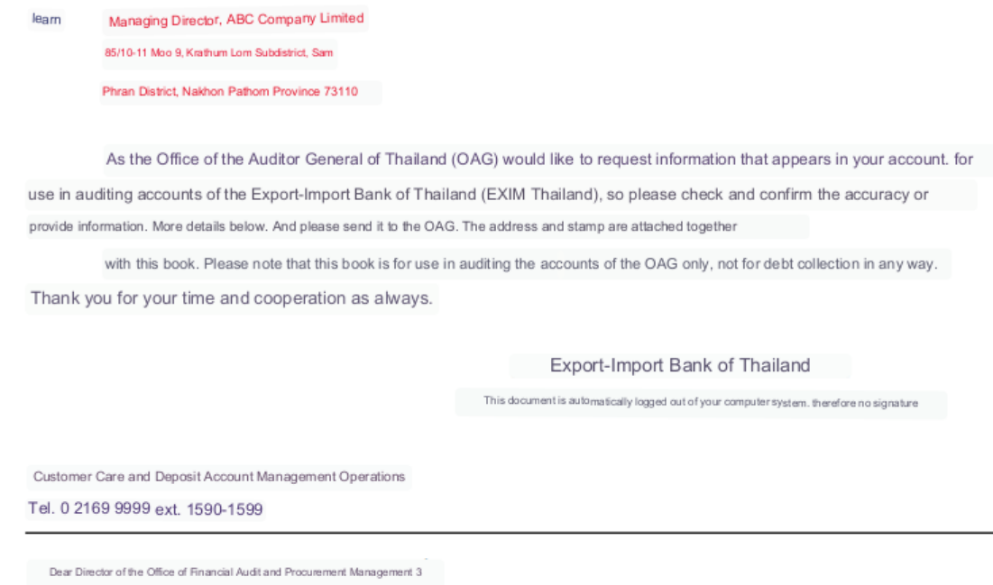 learn Managing Director, ABC Company Limited
85/10-11 Moo 9, Krathum Lom Subdistrict, Sam
Phran District, Nakhon Pathom Province 73110
As the Office of the Auditor General of Thailand (OAG) would like to request information that appears in your account. for
use in auditing accounts of the Export-Import Bank of Thailand (EXIM Thailand), so please check and confirm the accuracy or
provide information. More details below. And please send it to the OAG. The address and stamp are attached together
with this book. Please note that this book is for use in auditing the accounts of the OAG only, not for debt collection in any way.
Thank you for your time and cooperation as always.
Export-Import Bank of Thailand
This document is automatically logged out of your computer system. therefore no signature
Customer Care and Deposit Account Management Operations
Tel. 0 2169 9999 ext. 1590-1599
Dear Director of the Office of Financial Audit and Procurement Management 3